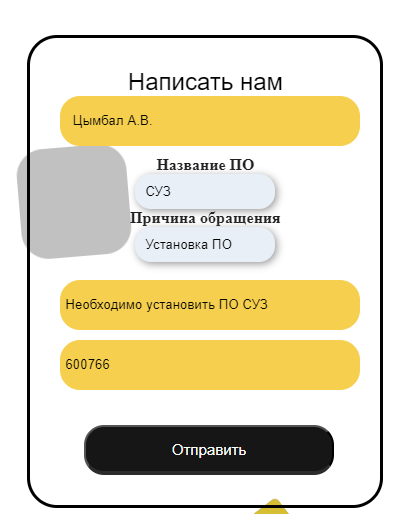 Написать нам
Цымбал А.В.
Название ПО
СУЗ
Причина обращения
Установка ПО
Необходимо установить ПО СУЗ
600766
Отправить